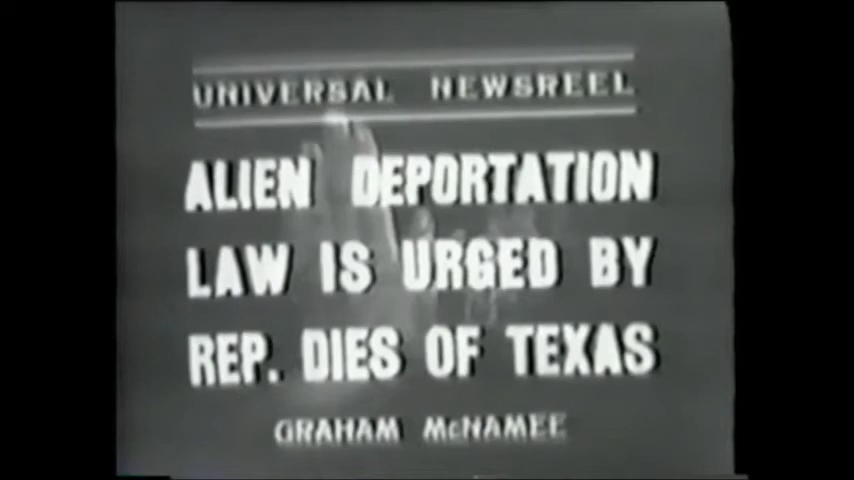 UNIVERSAL NEWSREEL
ALIEN DEPORTATION
LAW IS URGED BY
REP. DIES OF TEXAS
GRAHAM McNAMEE